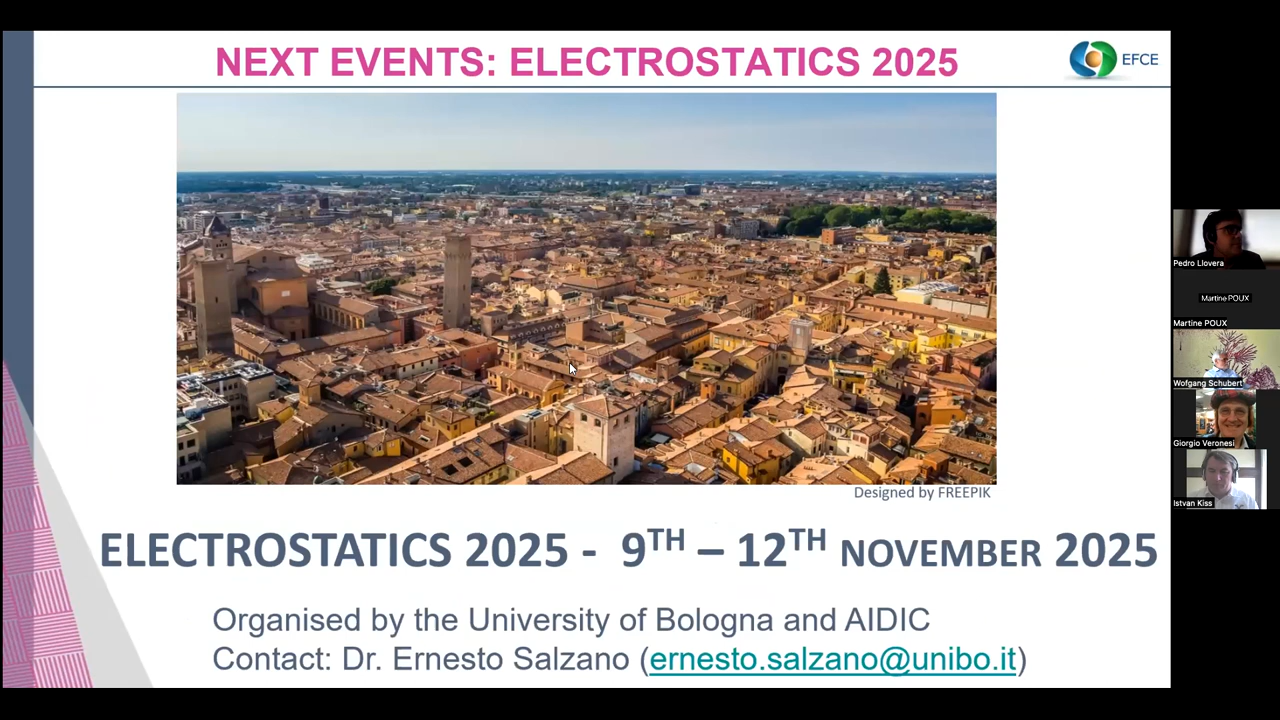 NEXT EVENTS: ELECTROSTATICS 2025
EFCE
Designed by FREEPIK
ELECTROSTATICS 2025 - 9TH – 12TH NOVEMBER 2025
Organised by the University of Bologna and AIDIC
Contact: Dr. Ernesto Salzano (ernesto.salzano@unibo.it)
Pedro Llovera
Martine POUX
Martine POUX
Wofgang Schubert
Giorgio Veronesi
Istvan Kiss